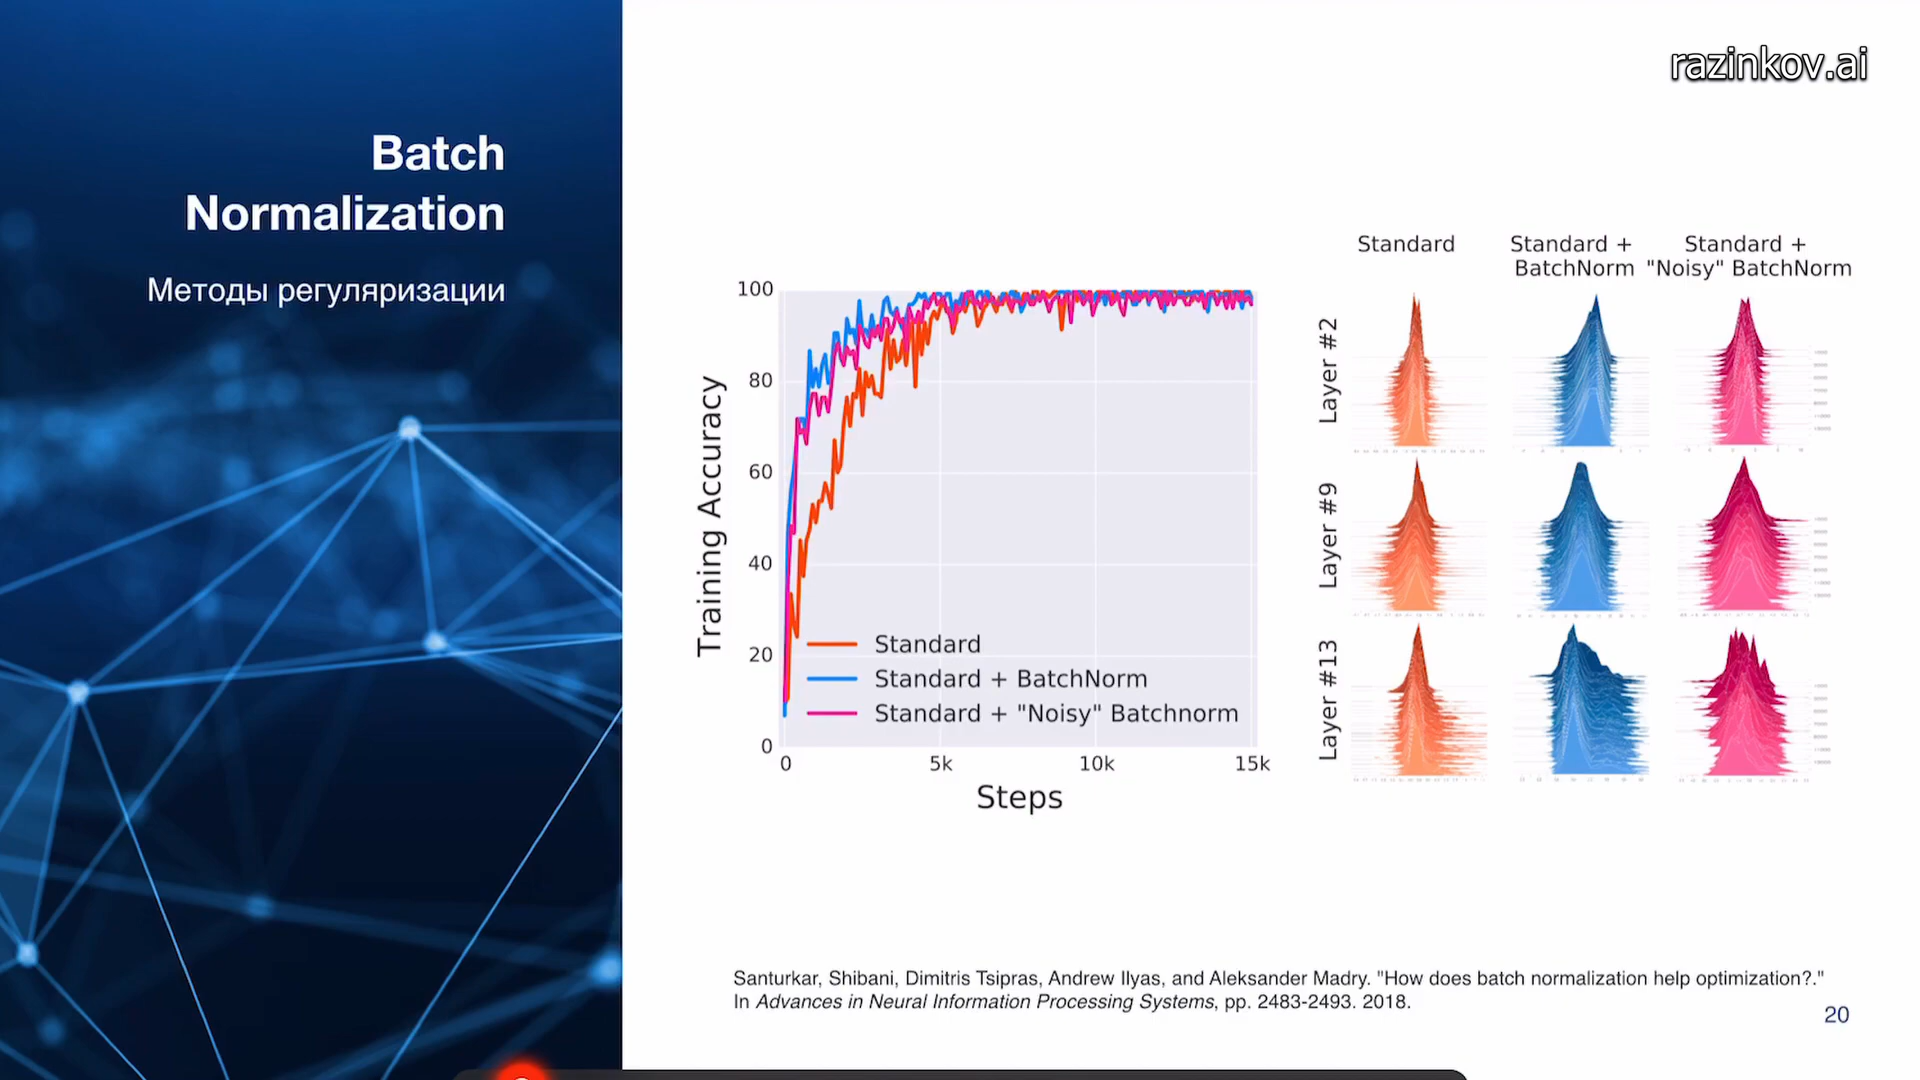 razinkov.ai
Batch
Normalization
Методы регуляризации
100
80
60
40
20
0
Training Accuracy
Standard
Standard + BatchNorm
Standard + "Noisy" Batchnorm
0
5k
10k
15k
Steps
Standard
Standard +
BatchNorm
Standard +
"Noisy" BatchNorm
Layer #2
Layer #9
Layer #13
Santurkar, Shibani, Dimitris Tsipras, Andrew Ilyas, and Aleksander Madry. "How does batch normalization help optimization?."
In Advances in Neural Information Processing Systems, pp. 2483-2493. 2018.
20